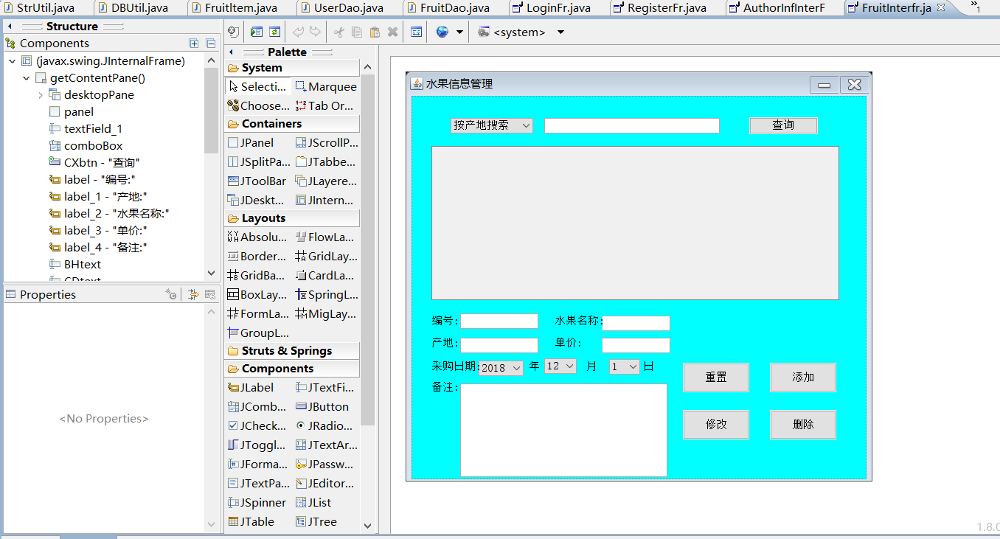 StrUtil.java DBUtil.java FruitItem.java UserDao.java FruitDao.java LoginFr.java RegisterFr.java AuthorInfInterF FruitInterfr.ja »1
Structure
Components
(javax.swing.JInternalFrame)
getContentPane()
desktopPane
panel
textField_1
comboBox
CXbtn - "查询"
label - "编号:"
label_1 - "产地:"
label_2 - "水果名称:"
label_3 - "单价:"
label_4 - "备注:"
BHtext
CDtext
Properties
<No Properties>
<system>
Palette
System
Selecti... Marquee
Choose... Tab Or...
Containers
JPanel JScrollP...
JSplitPa... JTabbe...
JToolBar JLayere...
JDeskt... JIntern...
Layouts
Absolu... FlowLa...
Border... GridLay...
GridBa... CardLa...
BoxLay... SpringL...
FormLa... MigLay...
GroupL...
Struts & Springs
Components
JLabel JTextFi...
JComb... JButton
JCheck... JRadio...
JToggl... JTextAr...
JForma... JPassw...
JTextPa... JEditor...
JSpinner JList
JTable JTree
水果信息管理
按产地搜索 查询
编号: 水果名称:
产地: 单价:
采购日期: 2018 年 12 月 1 日
备注:
重置 添加
修改 删除
1.8.0